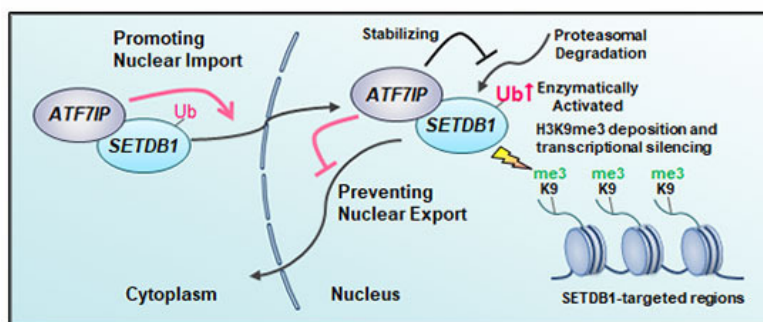 Promoting
Nuclear Import
ATF7IP
Ub
SETDB1
Cytoplasm
Stabilizing
Proteasomal
Degradation
ATF7IP
SETDB1
Ub↑
Enzymatically
Activated
H3K9me3 deposition and
transcriptional silencing
Preventing
Nuclear Export
me3 me3 me3
K9 K9 K9
Nucleus
SETDB1-targeted regions